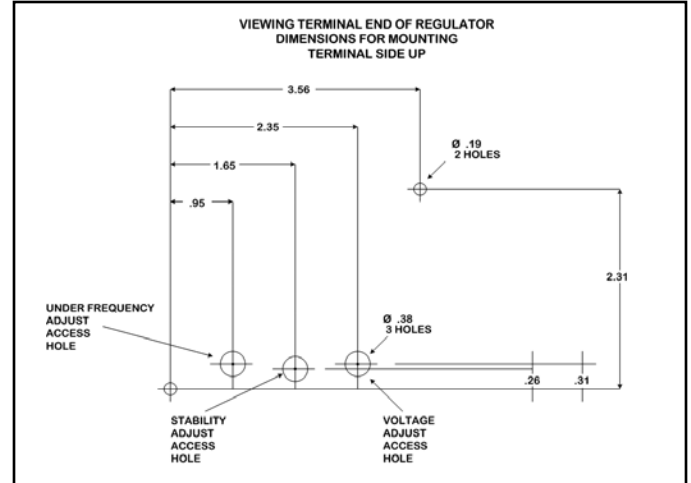 VIEWING TERMINAL END OF REGULATOR
DIMENSIONS FOR MOUNTING
TERMINAL SIDE UP
3.56
2.35
1.65
.95
Ø .19
2 HOLES
2.31
UNDER FREQUENCY
ADJUST
ACCESS
HOLE
Ø .38
3 HOLES
.26
.31
STABILITY
ADJUST
ACCESS
HOLE
VOLTAGE
ADJUST
ACCESS
HOLE